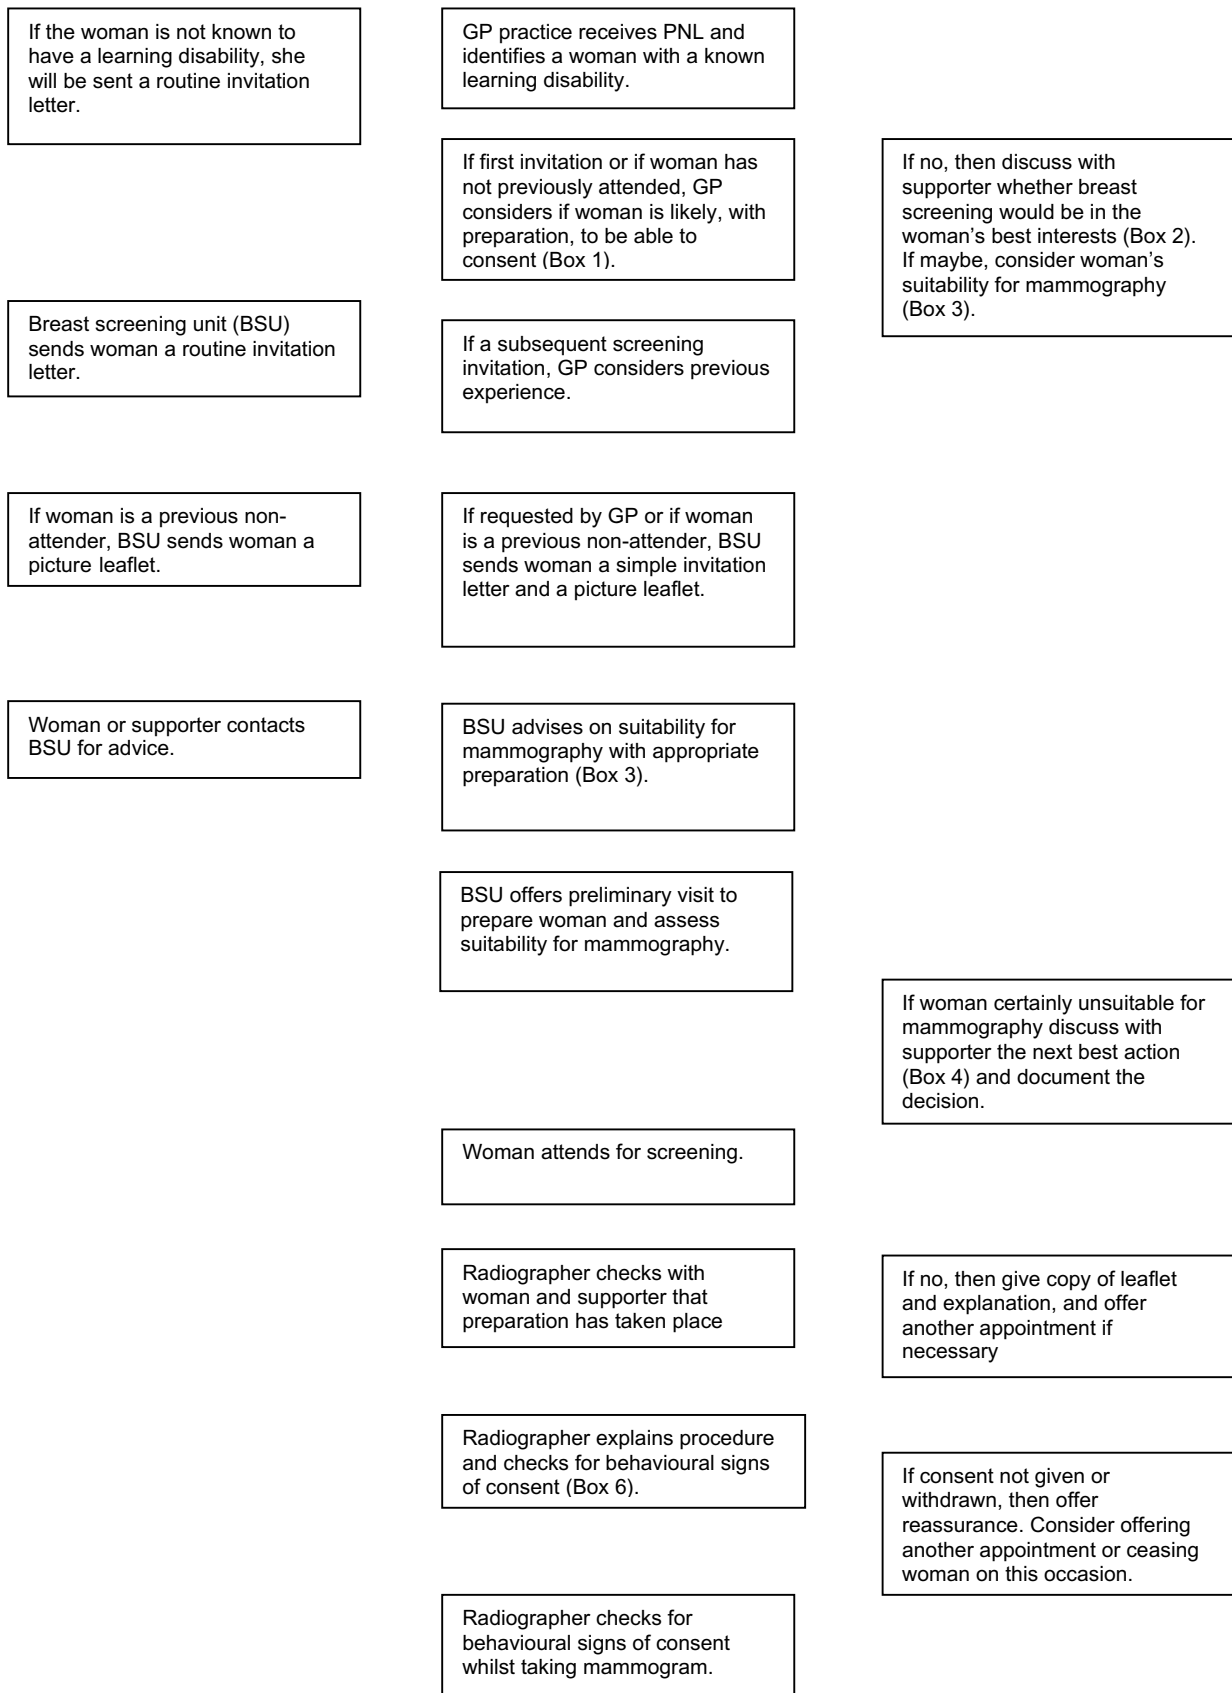 If the woman is not known to
have a learning disability, she
will be sent a routine invitation
letter.
GP practice receives PNL and
identifies a woman with a known
learning disability.
If first invitation or if woman has
not previously attended, GP
considers if woman is likely, with
preparation, to be able to
consent (Box 1).
If no, then discuss with
supporter whether breast
screening would be in the
woman's best interests (Box 2).
If maybe, consider woman's
suitability for mammography
(Box 3).
Breast screening unit (BSU)
sends woman a routine invitation
letter.
If a subsequent screening
invitation, GP considers previous
experience.
If woman is a previous non-
attender, BSU sends woman a
picture leaflet.
If requested by GP or if woman
is a previous non-attender, BSU
sends woman a simple invitation
letter and a picture leaflet.
Woman or supporter contacts
BSU for advice.
BSU advises on suitability for
mammography with appropriate
preparation (Box 3).
BSU offers preliminary visit to
prepare woman and assess
suitability for mammography.
If woman certainly unsuitable for
mammography discuss with
supporter the next best action
(Box 4) and document the
decision.
Woman attends for screening.
Radiographer checks with
woman and supporter that
preparation has taken place
If no, then give copy of leaflet
and explanation, and offer
another appointment if
necessary
Radiographer explains procedure
and checks for behavioural signs
of consent (Box 6).
If consent not given or
withdrawn, then offer
reassurance. Consider offering
another appointment or ceasing
woman on this occasion.
Radiographer checks for
behavioural signs of consent
whilst taking mammogram.